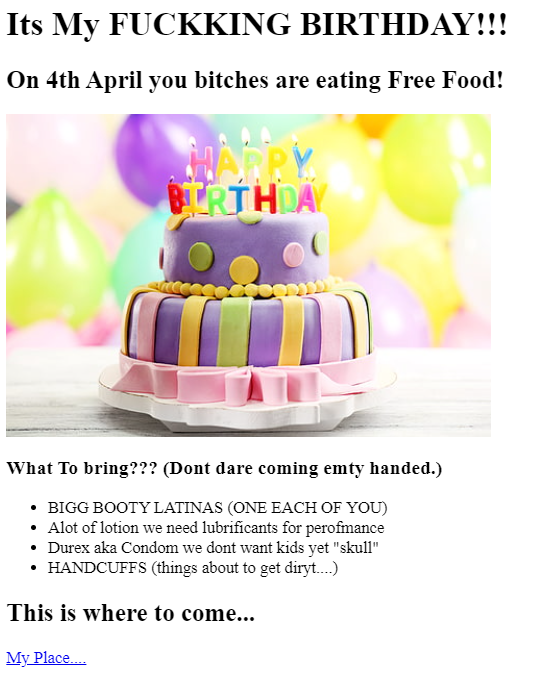 Its My FUCKKING BIRTHDAY!!!
On 4th April you bitches are eating Free Food!
HAPPY
BIRTHDAY
What To bring??? (Dont dare coming emty handed.)
BIGG BOOTY LATINAS (ONE EACH OF YOU)
Alot of lotion we need lubrificants for perofmance
Durex aka Condom we dont want kids yet "skull"
HANDCUFFS (things about to get diryt....)
This is where to come...
My Place....